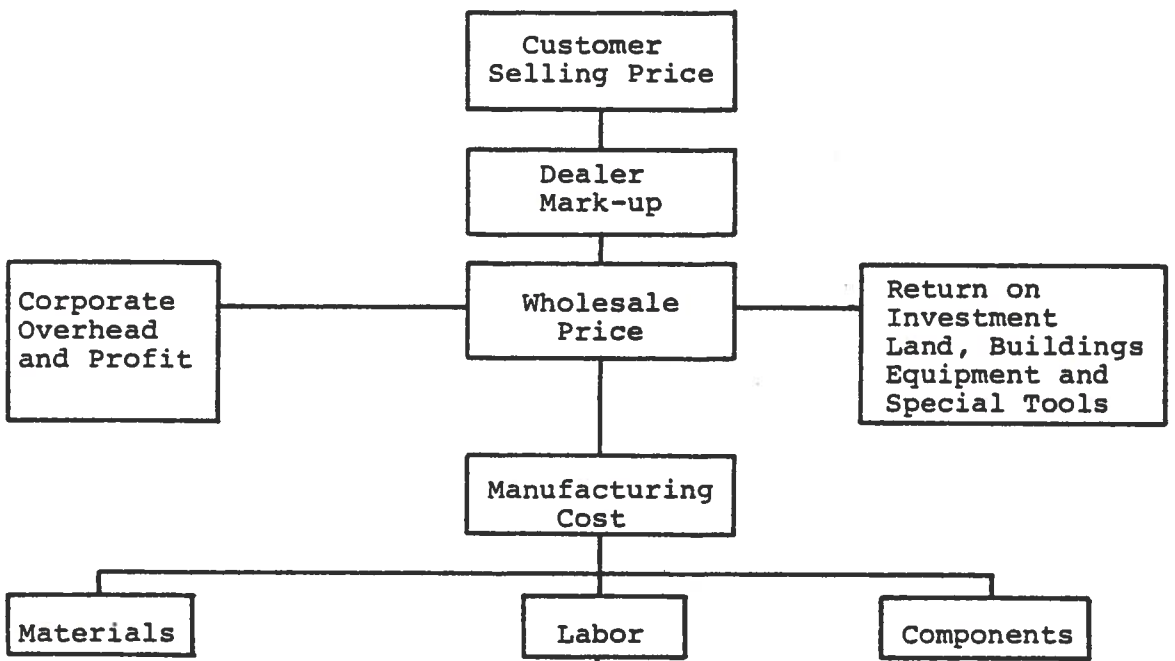 Customer
Selling Price
Dealer
Mark-up
Corporate
Overhead
and Profit
Wholesale
Price
Return on
Investment
Land, Buildings
Equipment and
Special Tools
Manufacturing
Cost
Materials
Labor
Components